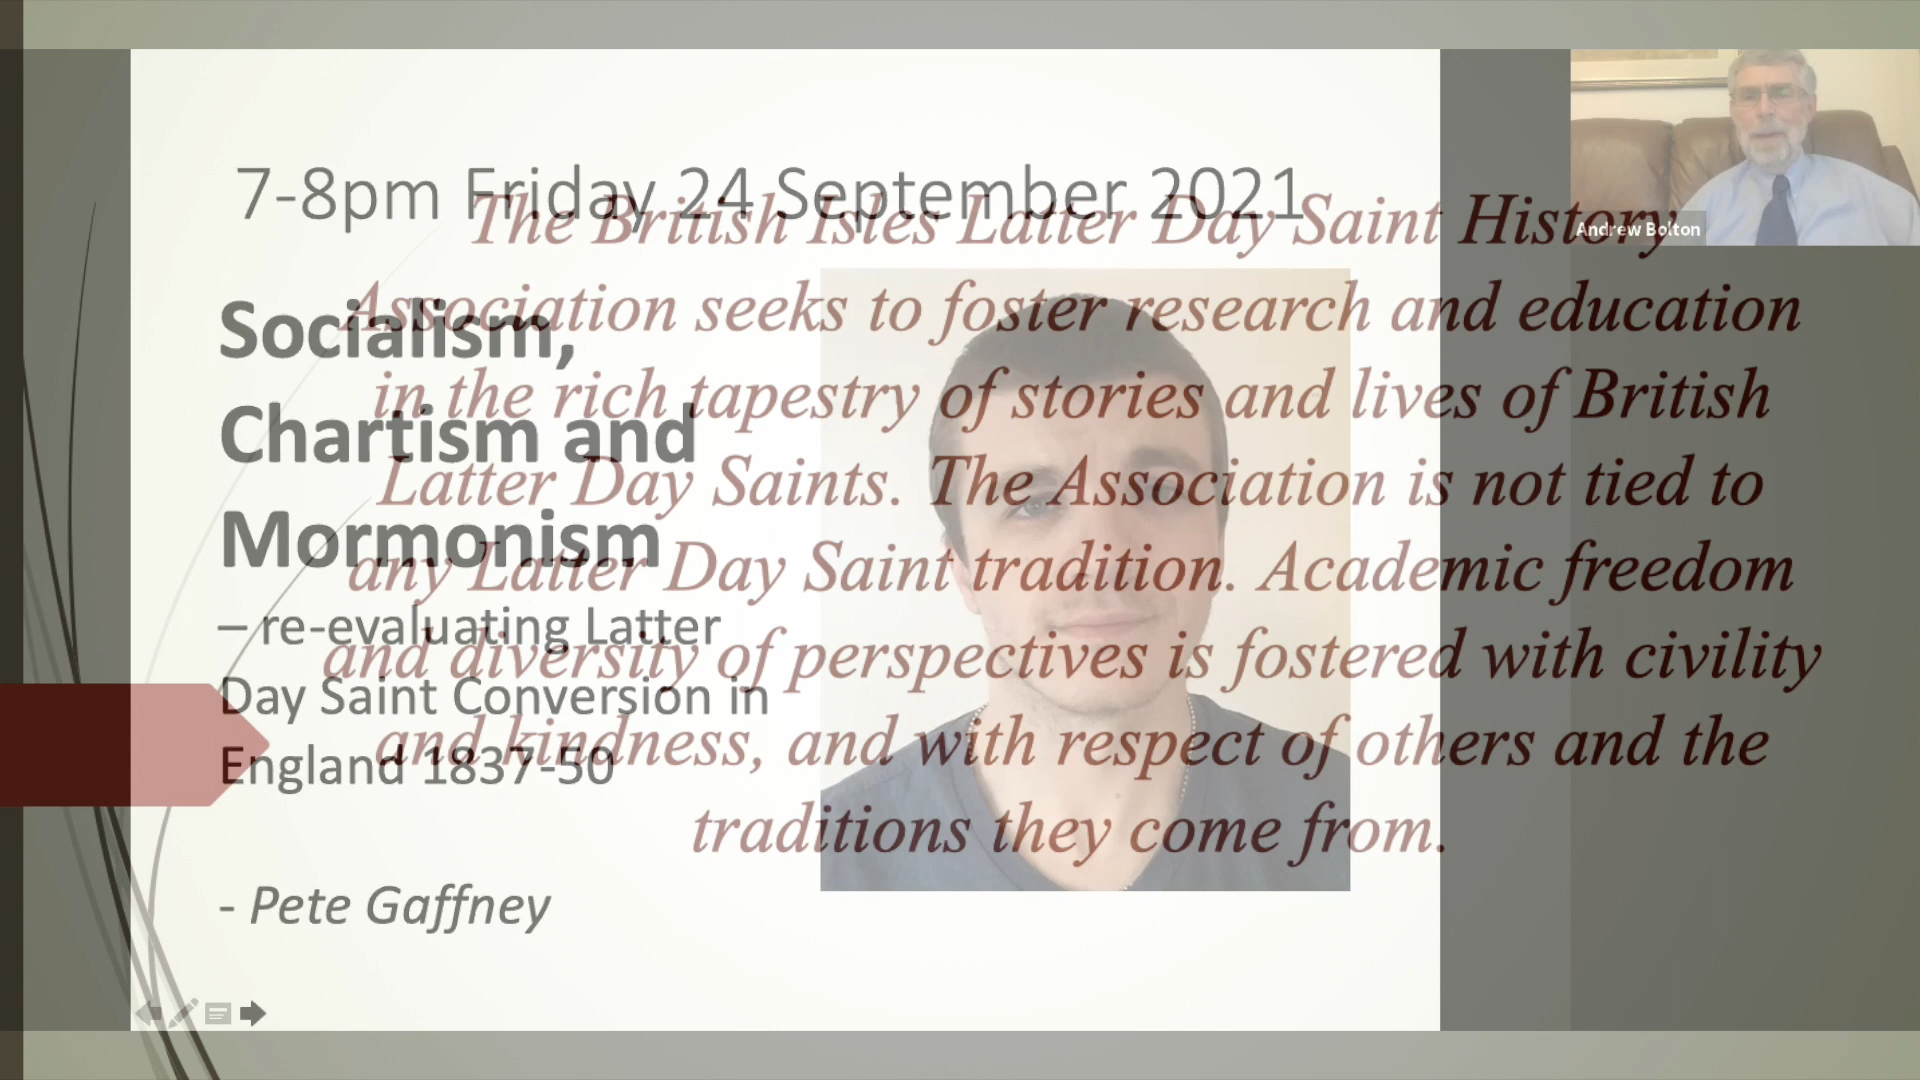 7-8pm Friday 24 September 2021
Socialism,
Chartism and
Mormonism
– re-evaluating Latter
Day Saint Conversion in
England 1837-50
- Pete Gaffney
The British Isles Latter Day Saint History
Association seeks to foster research and education
in the rich tapestry of stories and lives of British
Latter Day Saints. The Association is not tied to
any Latter Day Saint tradition. Academic freedom
and diversity of perspectives is fostered with civility
and kindness, and with respect of others and the
traditions they come from.
Andrew Bolton